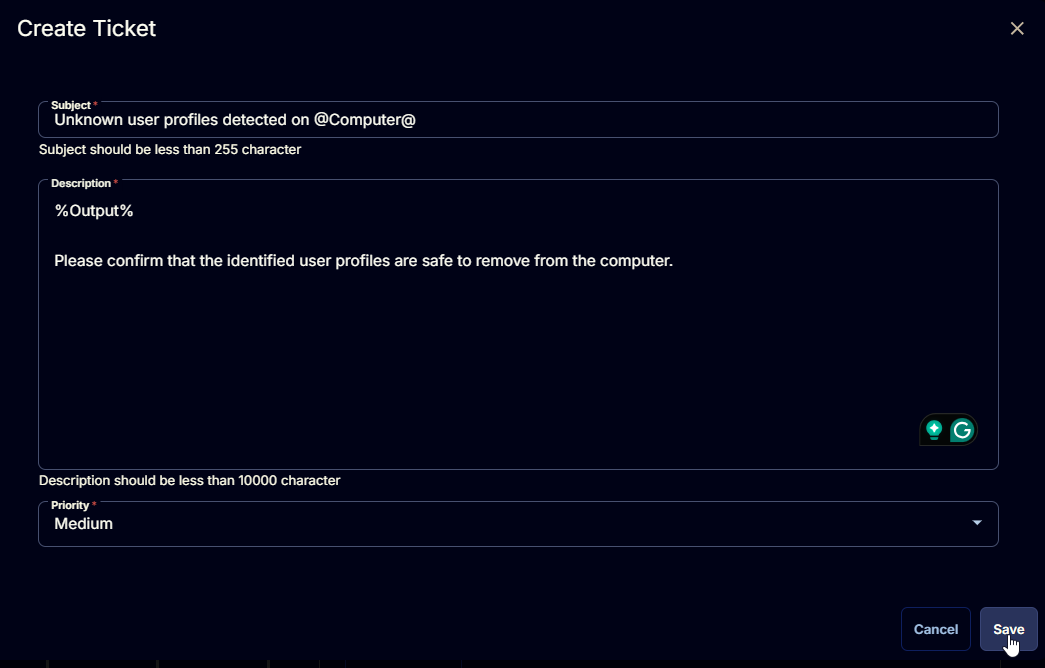 Create Ticket
Subject *
Unknown user profiles detected on @Computer@
Subject should be less than 255 character
Description *
%Output%
Please confirm that the identified user profiles are safe to remove from the computer.
Description should be less than 10000 character
Priority *
Medium
Cancel
Save